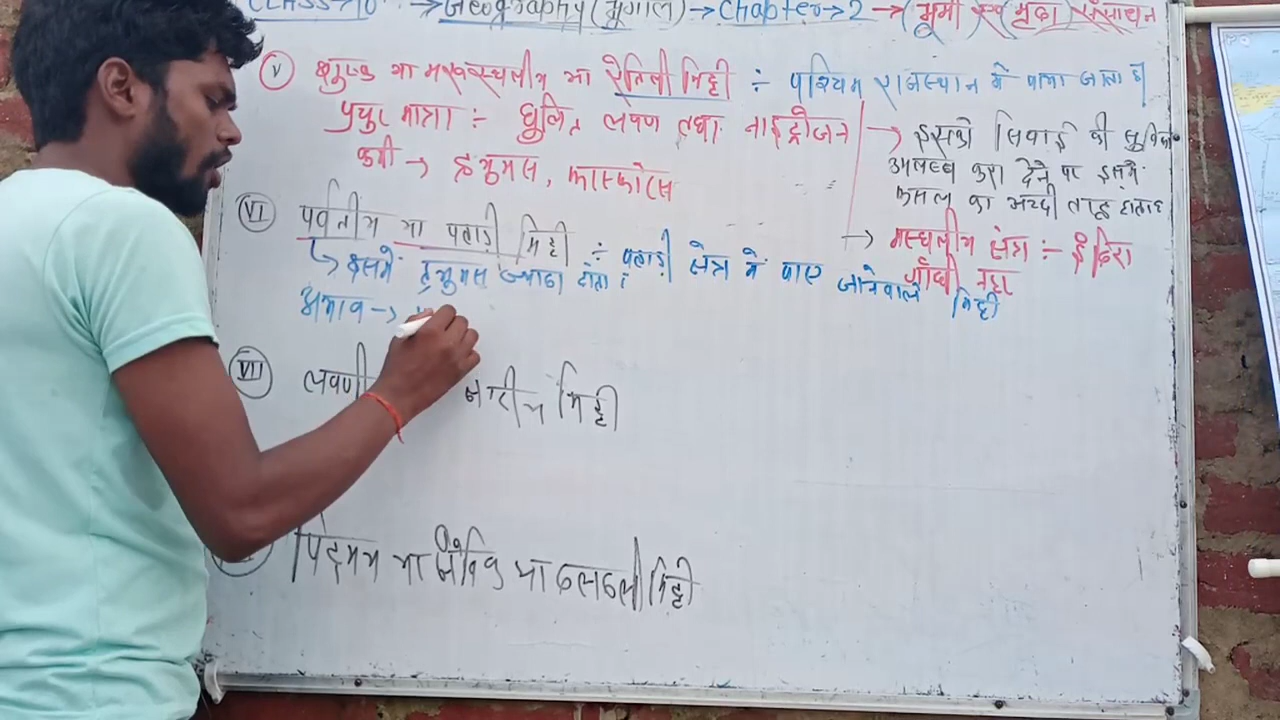 CLASS→10 →Geography(भूगोल)→Chapter→2→(भूमी एवं (मृदा) संसाधन
V शुष्क या मरुस्थलीय या रेतिली मिट्टी ÷ पश्चिम राजस्थान में पाया जाता है
प्रचुर मात्रा :- घुलित लवण तथा नाइट्रोजन
कमी → ह्युमस, फास्फोरस
→ इसको सिचाई की सुविधा
उपलब्ध करा देने पर इसमें
फसल का अच्छी तरह होता है
→ मरुस्थलीय क्षेत्र :- इंदिरा
गाँधी नहर
VI पर्वतीय या पहाड़ी मिट्टी ÷ पहाड़ी क्षेत्र में पाए जानेवाले मिट्टी
↳ इसमें ह्युमस ज्यादा होता :
अभाव →
VII लवणी क्षारीय मिट्टी
पिटमय या जैविक या दलदली मिट्टी